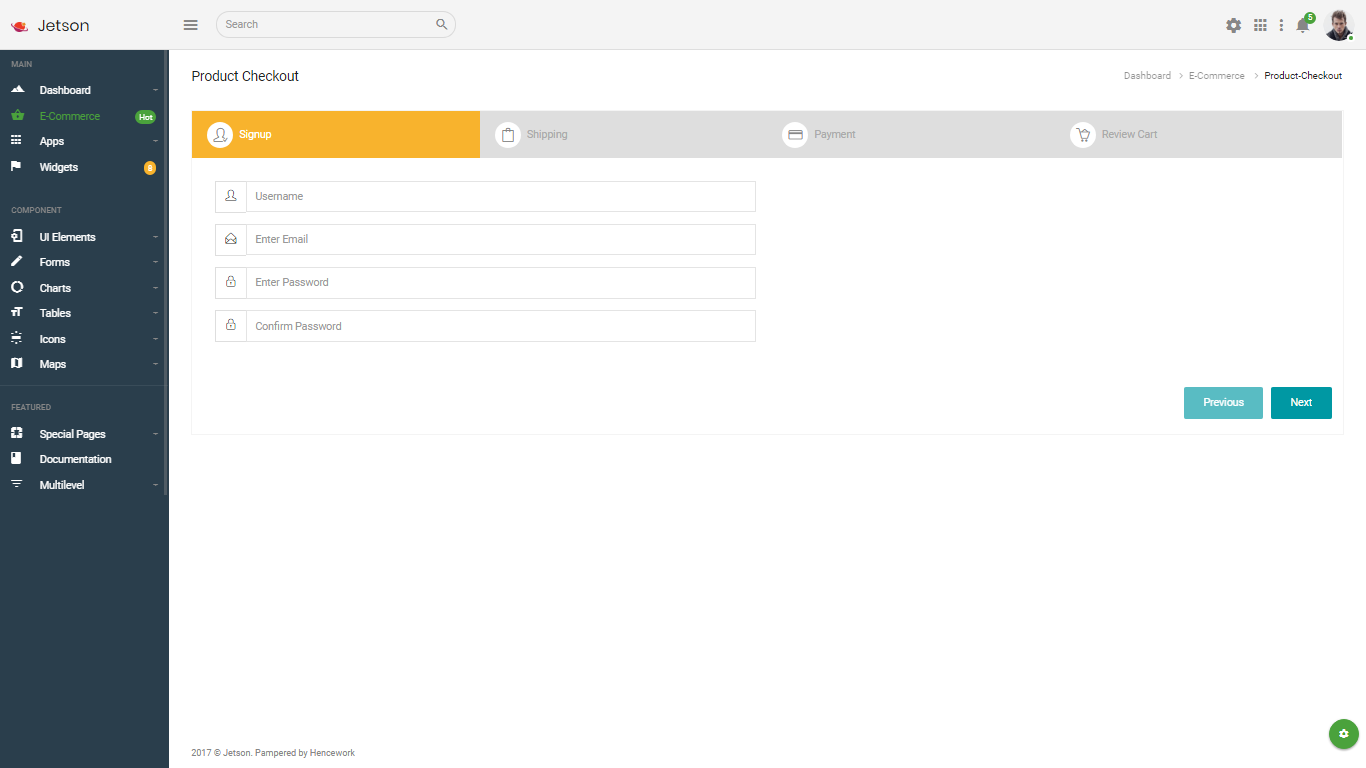 Jetson
Search
5
MAIN
Dashboard
E-Commerce Hot
Apps
Widgets 8
COMPONENT
UI Elements
Forms
Charts
Tables
Icons
Maps
FEATURED
Special Pages
Documentation
Multilevel
Product Checkout
Dashboard > E-Commerce > Product-Checkout
Signup Shipping Payment Review Cart
Username
Enter Email
Enter Password
Confirm Password
Previous Next
2017 © Jetson. Pampered by Hencework